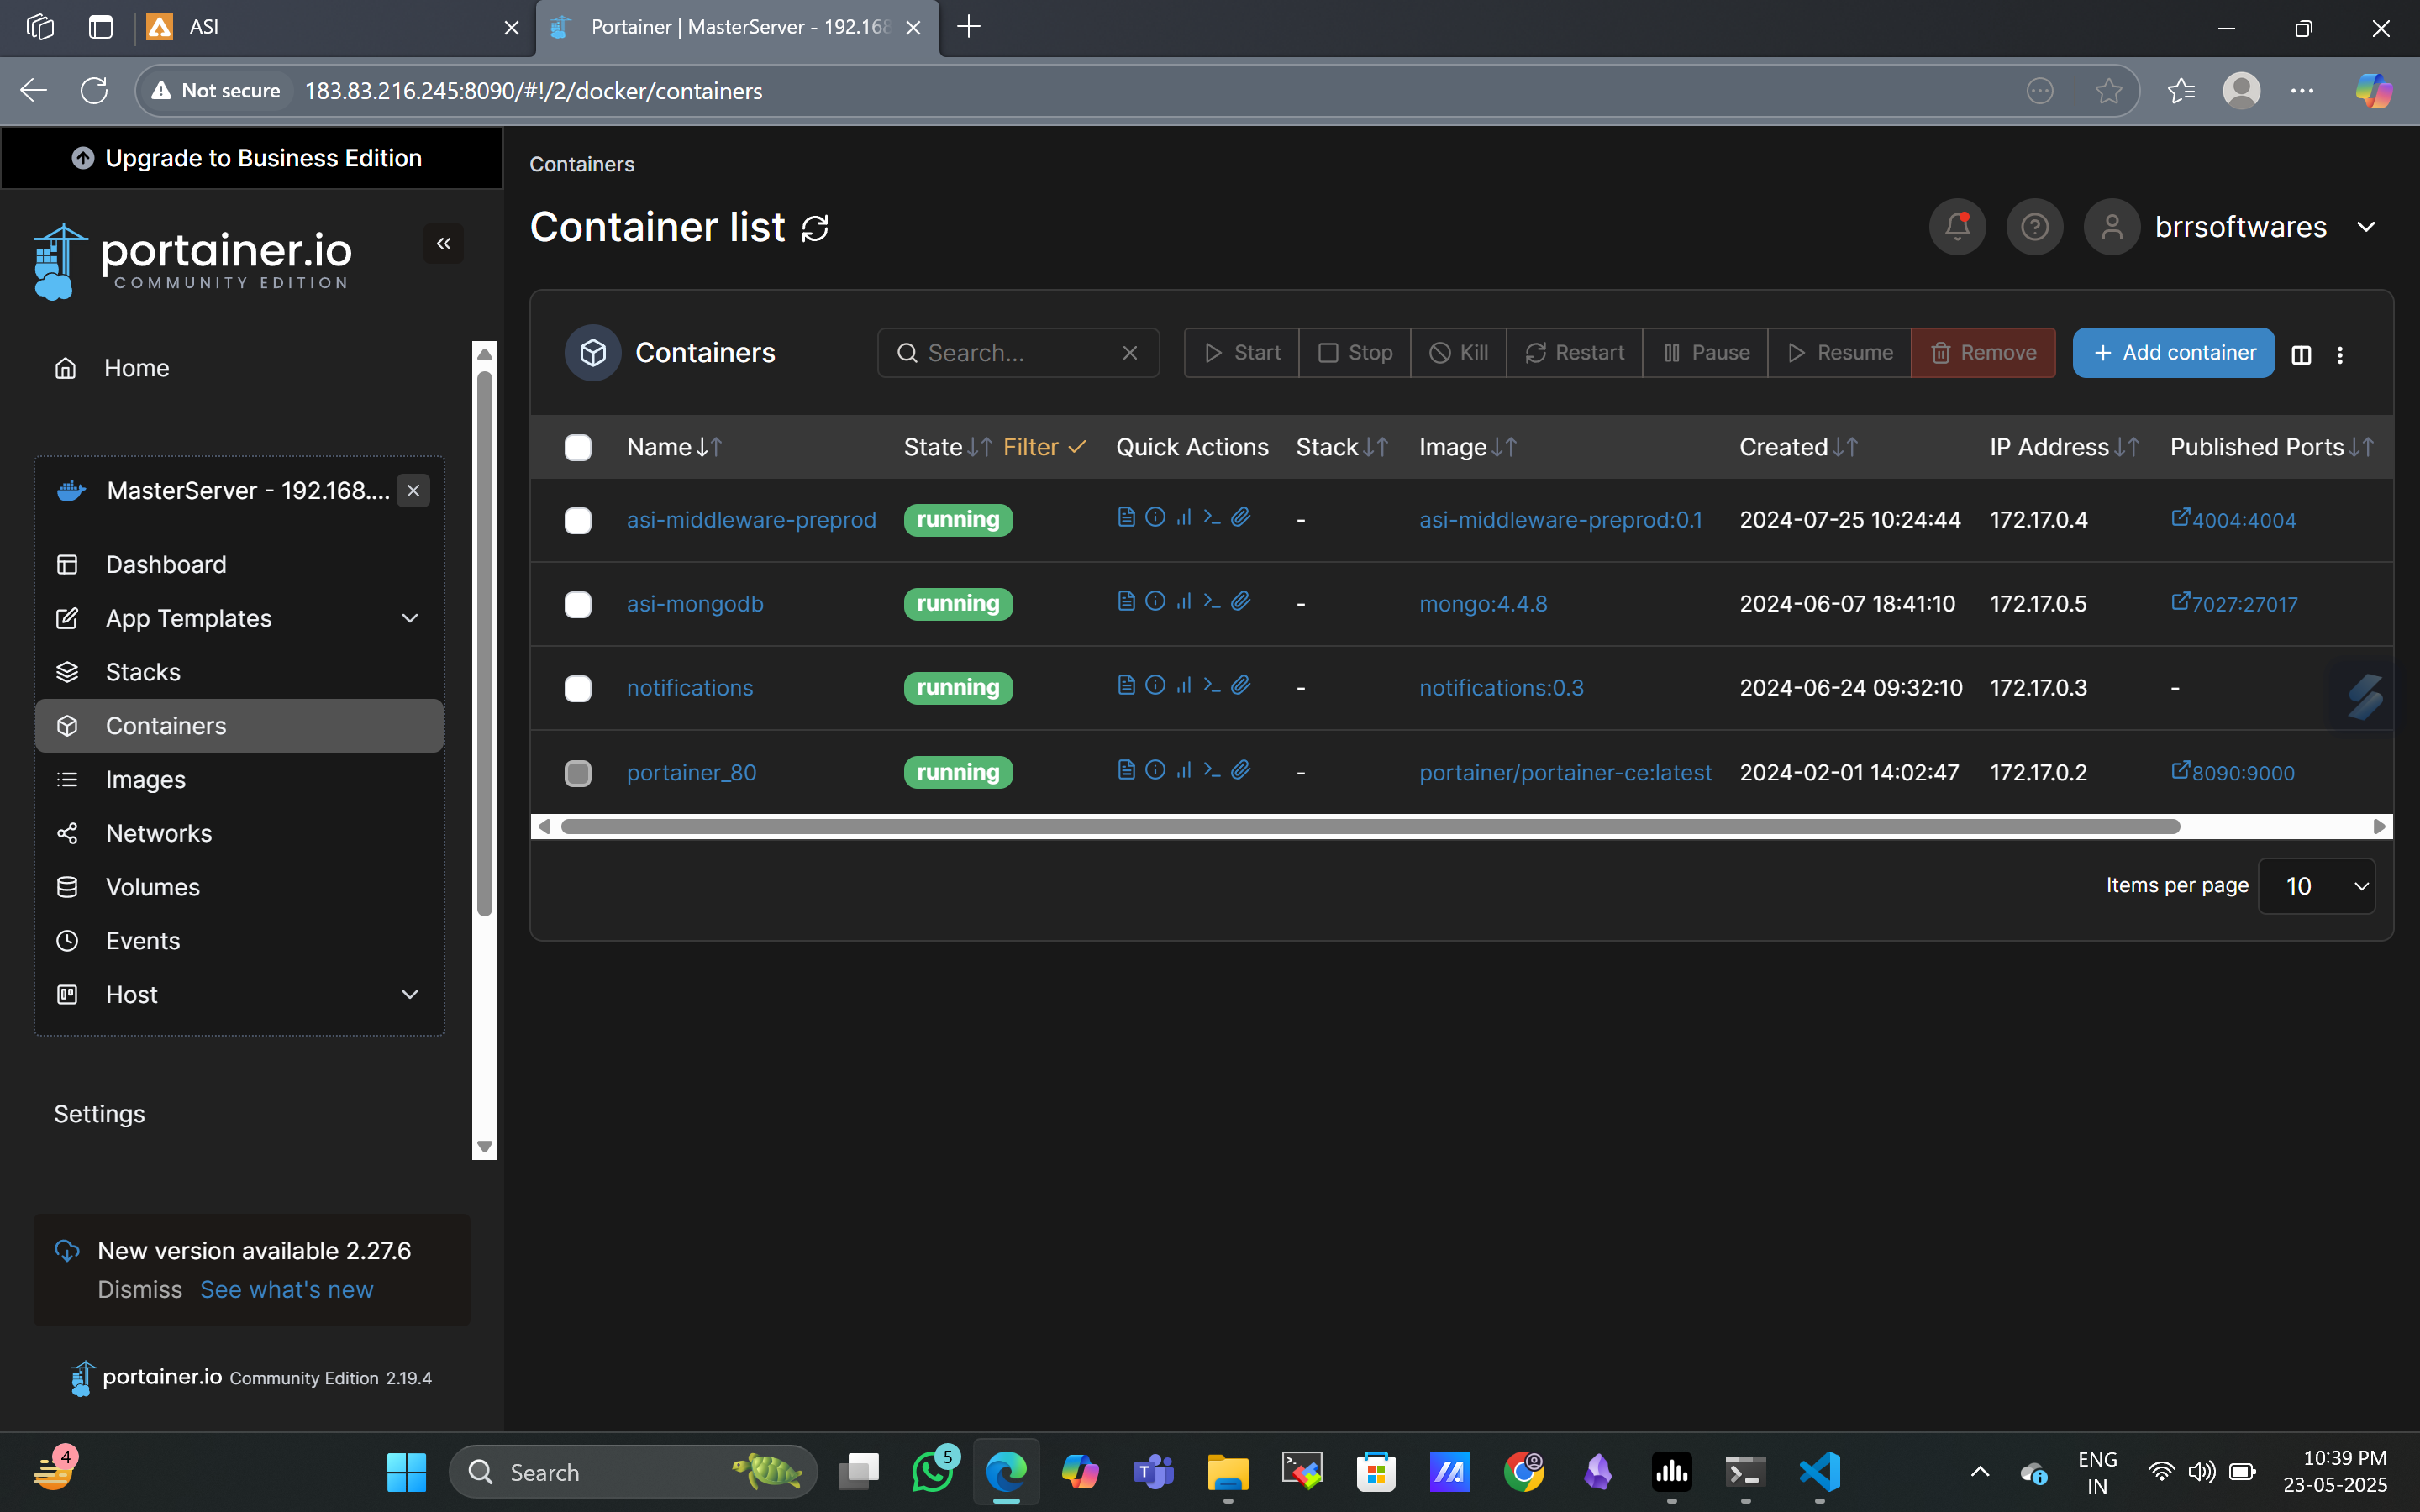 ASI
Portainer | MasterServer - 192.168
Not secure 183.83.216.245:8090/#!/2/docker/containers
Upgrade to Business Edition
portainer.io
COMMUNITY EDITION
Home
MasterServer - 192.168....
Dashboard
App Templates
Stacks
Containers
Images
Networks
Volumes
Events
Host
Settings
New version available 2.27.6
Dismiss See what's new
portainer.io Community Edition 2.19.4
Containers
Container list
brrsoftwares
Containers Search... Start Stop Kill Restart Pause Resume Remove + Add container
Name State Filter Quick Actions Stack Image Created IP Address Published Ports
asi-middleware-preprod running - asi-middleware-preprod:0.1 2024-07-25 10:24:44 172.17.0.4 4004:4004
asi-mongodb running - mongo:4.4.8 2024-06-07 18:41:10 172.17.0.5 7027:27017
notifications running - notifications:0.3 2024-06-24 09:32:10 172.17.0.3 -
portainer_80 running - portainer/portainer-ce:latest 2024-02-01 14:02:47 172.17.0.2 8090:9000
Items per page 10
4
Search
5
ENG
IN
10:39 PM
23-05-2025